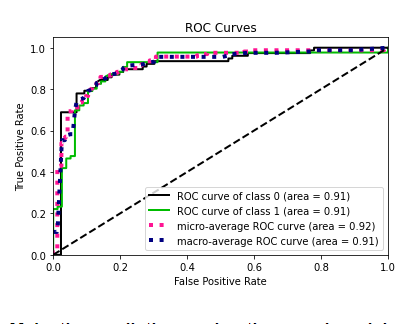 ROC Curves
True Positive Rate
1.0
0.8
0.6
0.4
0.2
0.0
ROC curve of class 0 (area = 0.91)
ROC curve of class 1 (area = 0.91)
micro-average ROC curve (area = 0.92)
macro-average ROC curve (area = 0.91)
0.0 0.2 0.4 0.6 0.8 1.0
False Positive Rate